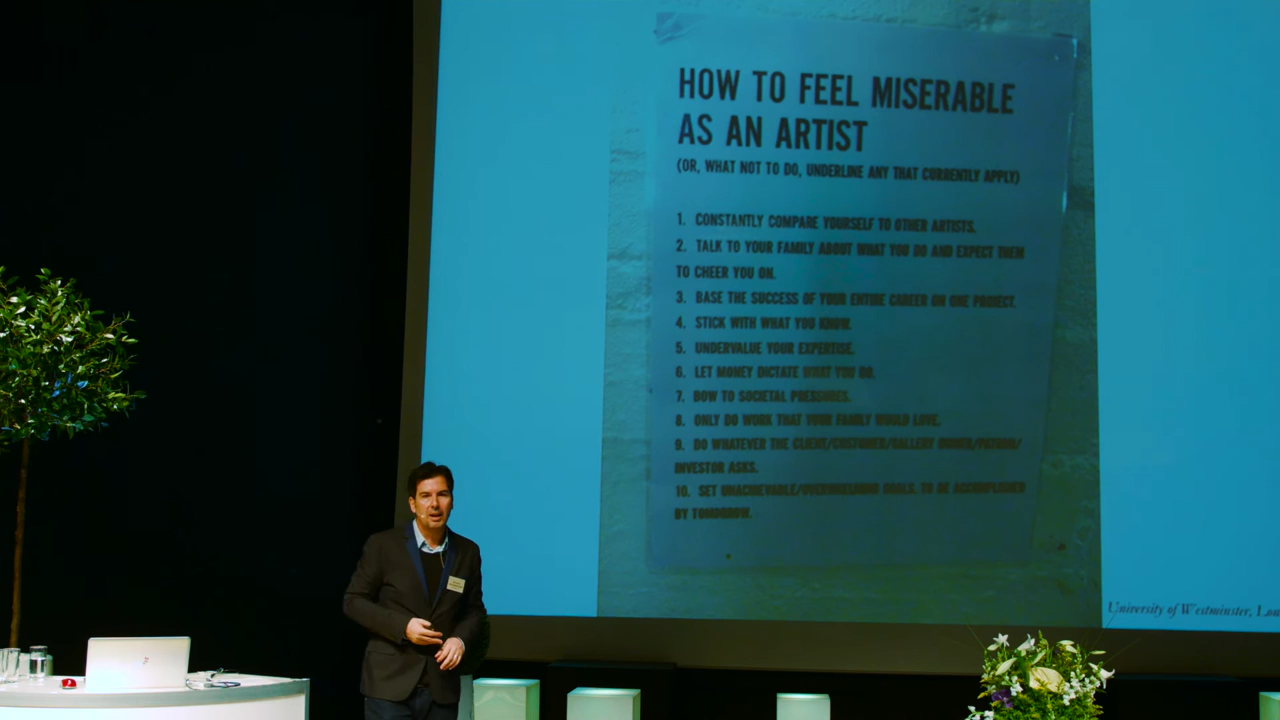 HOW TO FEEL MISERABLE
AS AN ARTIST
(OR, WHAT NOT TO DO, UNDERLINE ANY THAT CURRENTLY APPLY)
1. CONSTANTLY COMPARE YOURSELF TO OTHER ARTISTS.
2. TALK TO YOUR FAMILY ABOUT WHAT YOU DO AND EXPECT THEM
TO CHEER YOU ON.
3. BASE THE SUCCESS OF YOUR ENTIRE CAREER ON ONE PROJECT.
4. STICK WITH WHAT YOU KNOW.
5. UNDERVALUE YOUR EXPERTISE.
6. LET MONEY DICTATE WHAT YOU DO.
7. BOW TO SOCIETAL PRESSURES.
8. ONLY DO WORK THAT YOUR FAMILY WOULD LOVE.
9. DO WHATEVER THE CLIENT/CUSTOMER/GALLERY OWNER/PATRON/
INVESTOR ASKS.
10. SET UNACHIEVABLE/OVERWHELMING GOALS, TO BE ACCOMPLISHED
BY TOMORROW.
University of Westminster, Lon